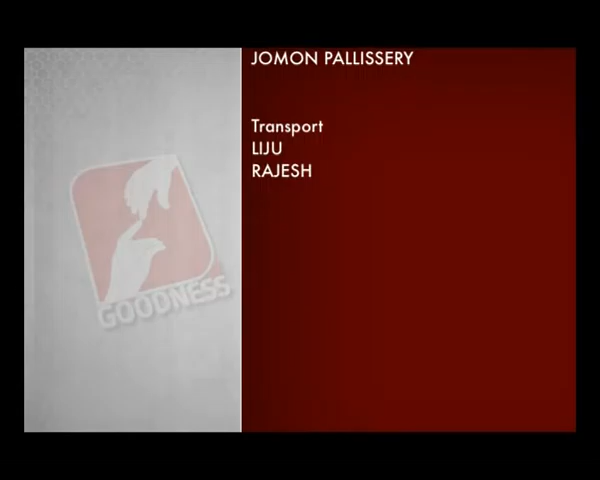 JOMON PALLISSERY
Transport
LIJU
RAJESH
GOODNESS